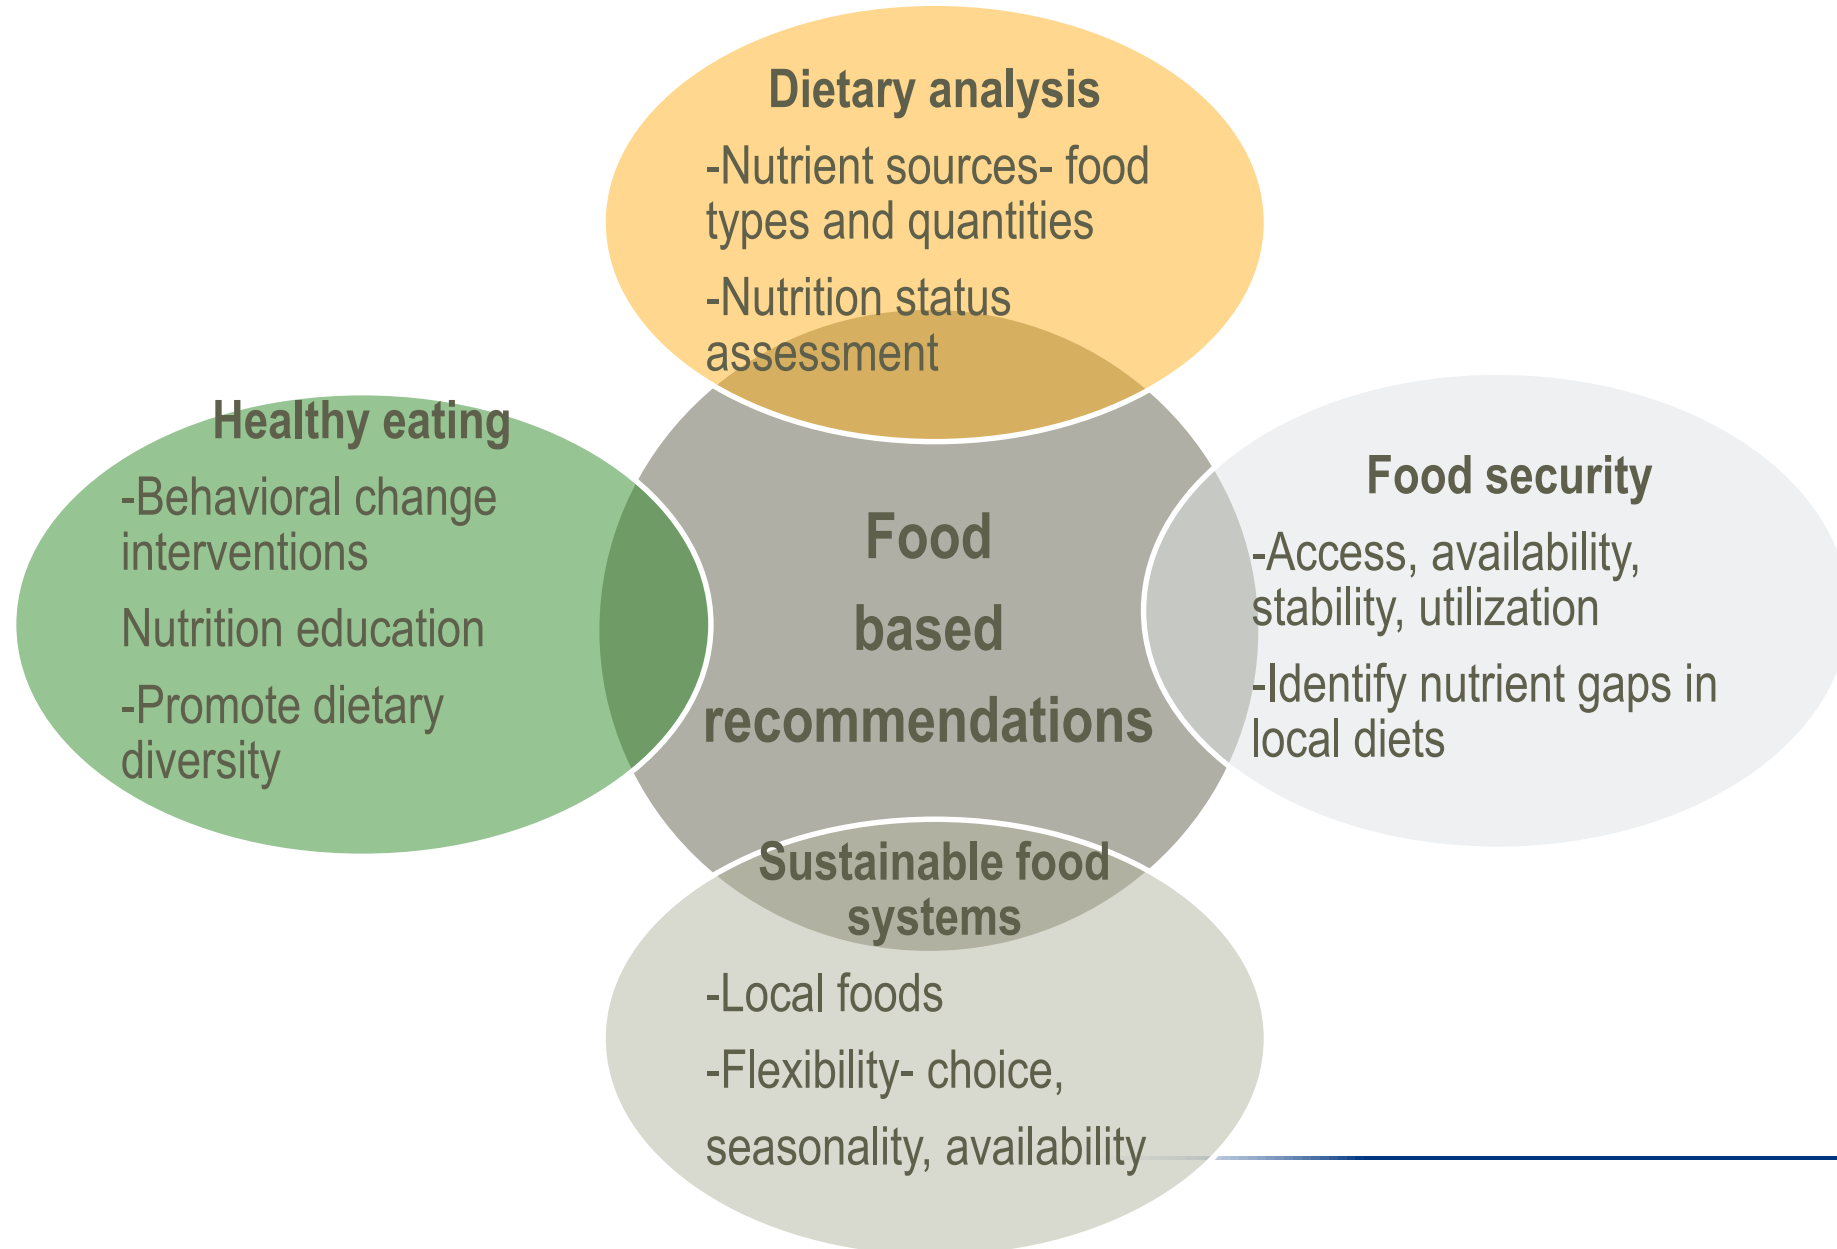 Dietary analysis
-Nutrient sources- food
types and quantities
-Nutrition status
assessment
Healthy eating
-Behavioral change
interventions
Nutrition education
-Promote dietary
diversity
Food
based
recommendations
Food security
-Access, availability,
stability, utilization
-Identify nutrient gaps in
local diets
Sustainable food
systems
-Local foods
-Flexibility- choice,
seasonality, availability